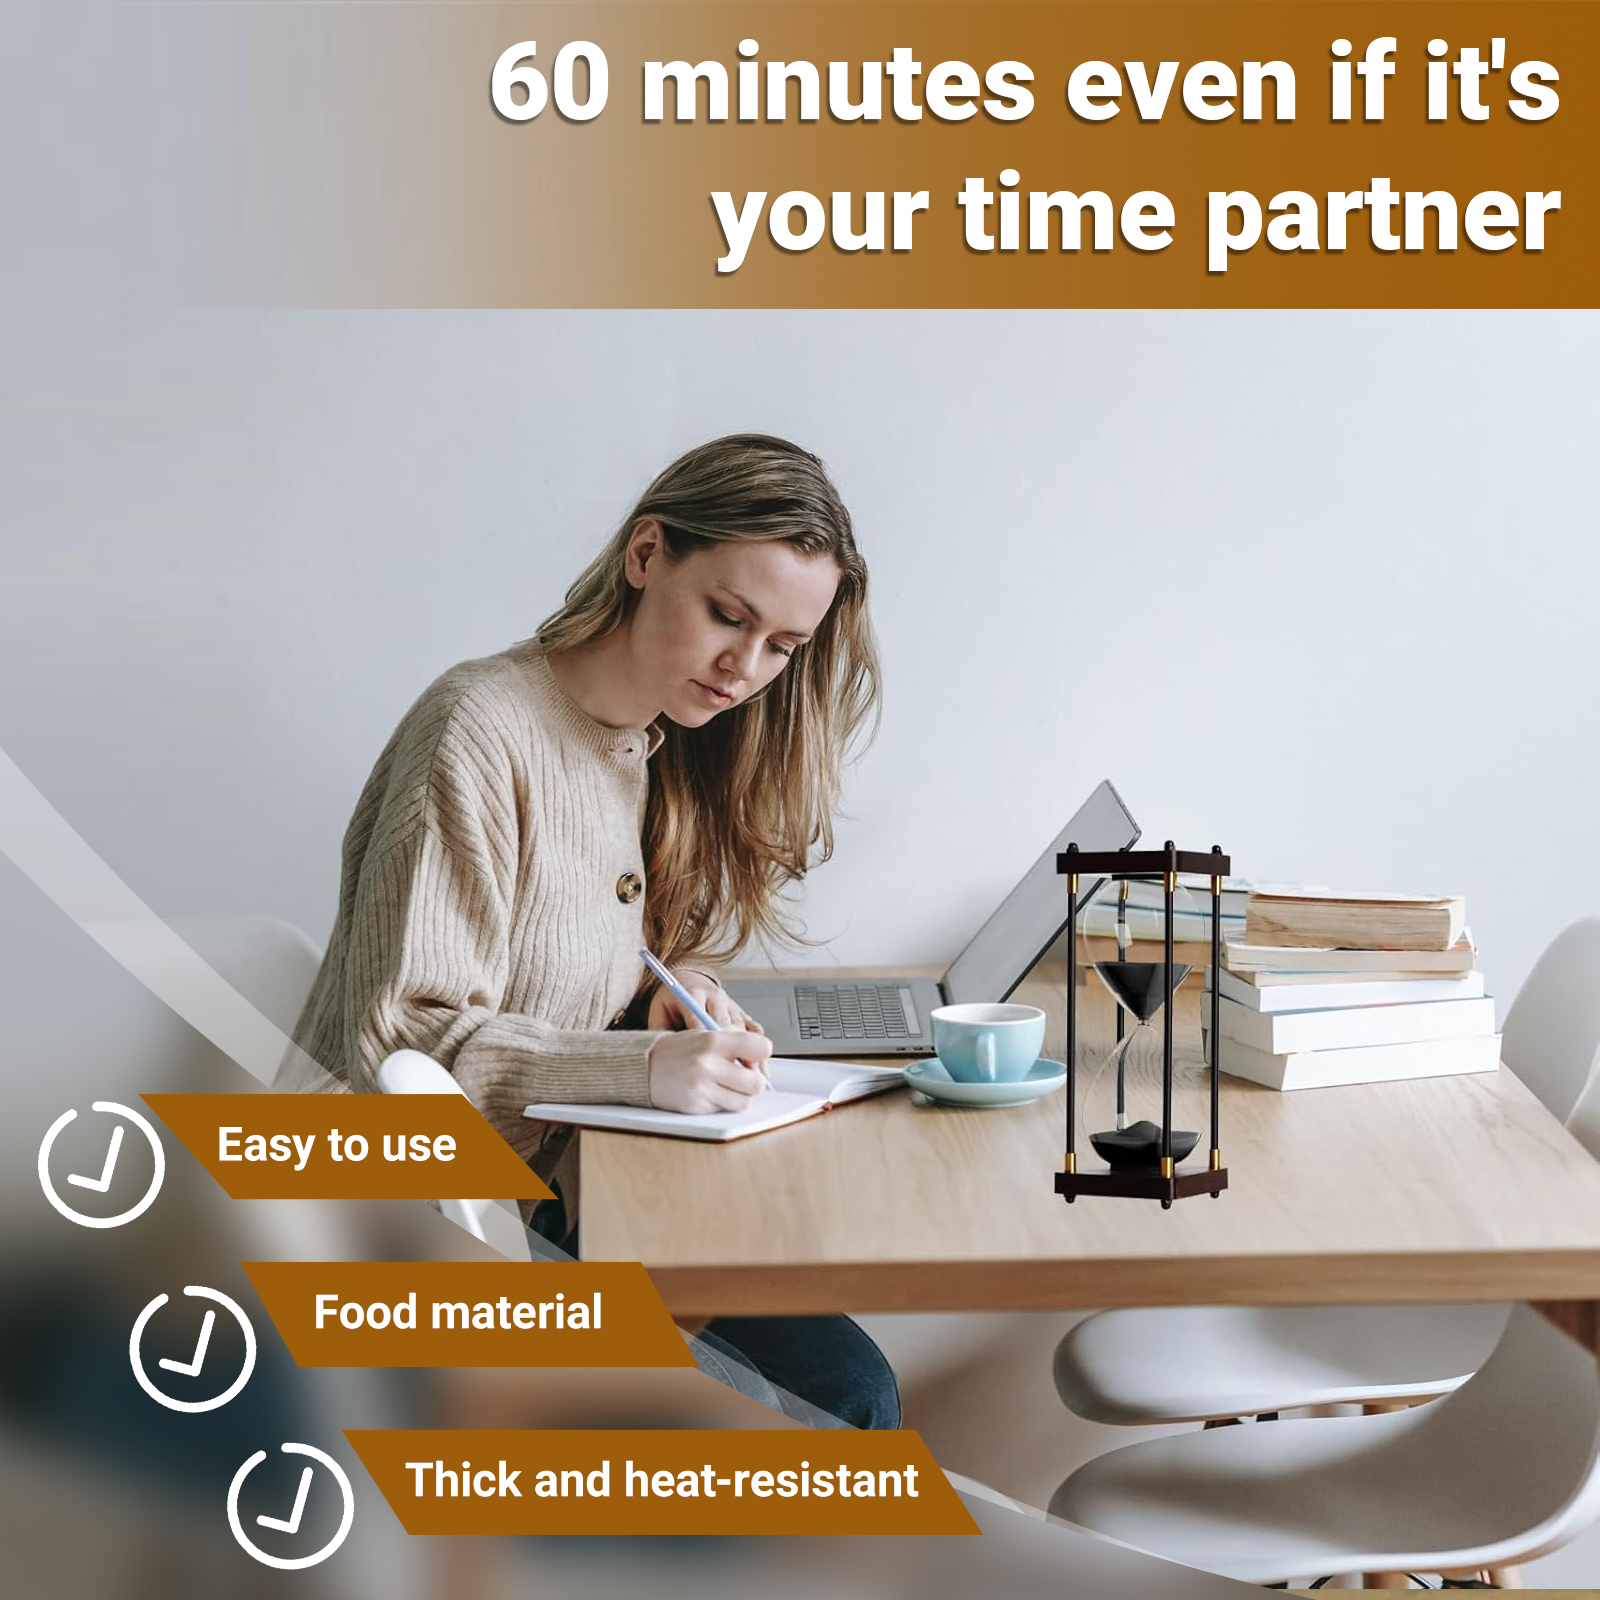 60 minutes even if it's
your time partner
Easy to use
Food material
Thick and heat-resistant